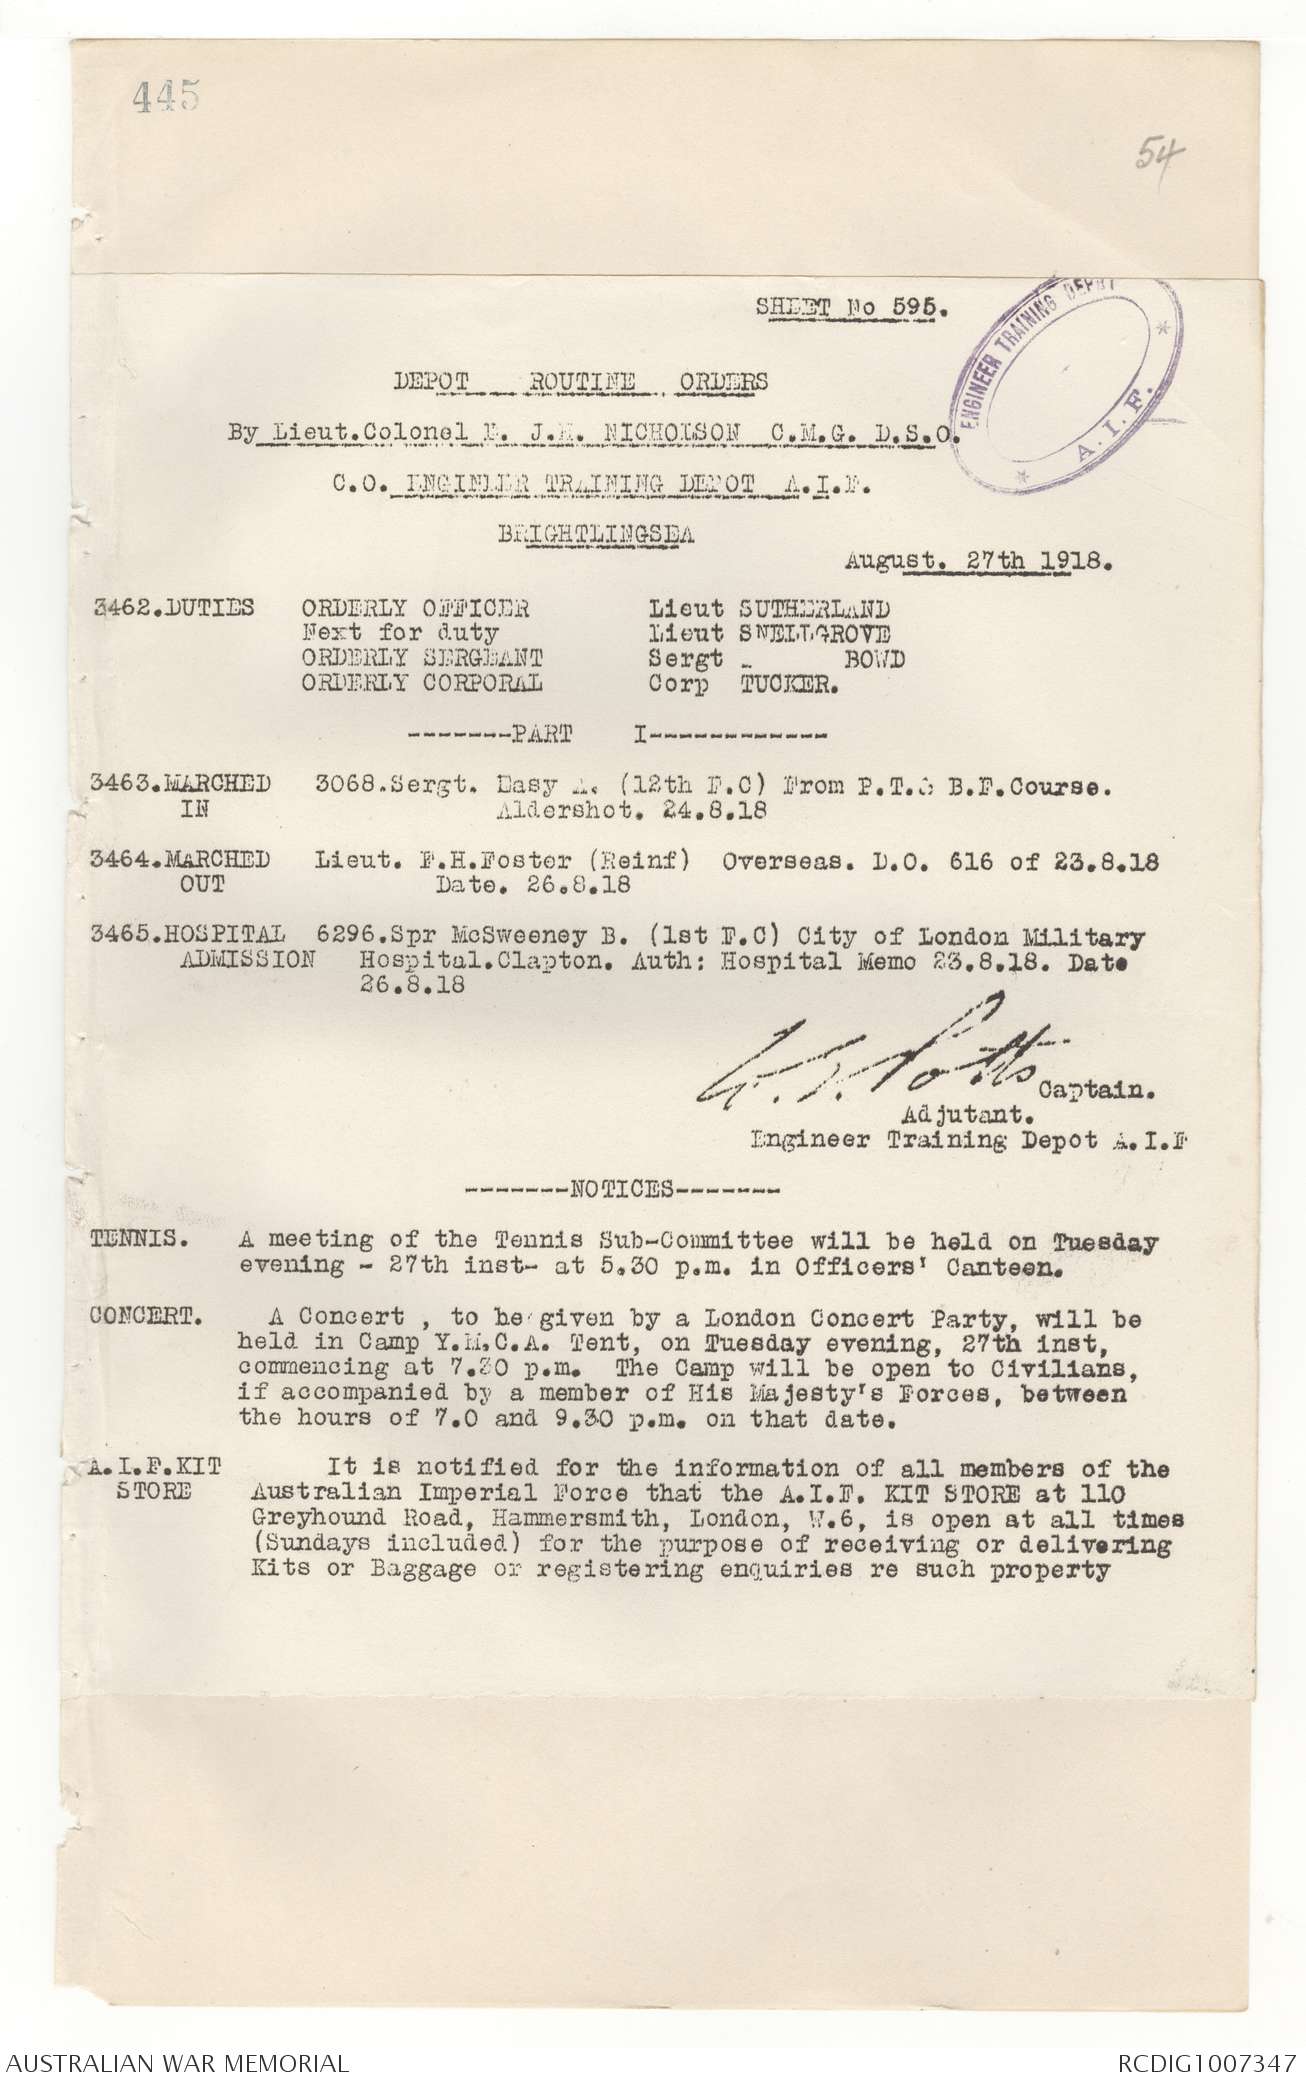 445
54
SHEET No 595.
ENGINEER TRAINING DEPOT
* A.I.F. *
DEPOT ROUTINE ORDERS
By Lieut.Colonel E. J.H. NICHOLSON C.M.G. D.S.O.
C.O. ENGINEER TRAINING DEPOT A.I.F.
BRIGHTLINGSEA
August. 27th 1918.
3462.DUTIES ORDERLY OFFICER Lieut SUTHERLAND
Next for duty Lieut SNELLGROVE
ORDERLY SERGEANT Sergt - BOWD
ORDERLY CORPORAL Corp TUCKER.
-------PART I------------
3463.MARCHED 3068.Sergt. Easy A. (12th F.C) From P.T.& B.F.Course.
IN Aldershot. 24.8.18
3464.MARCHED Lieut. F.H.Foster (Reinf) Overseas. D.O. 616 of 23.8.18
OUT Date. 26.8.18
3465.HOSPITAL 6296.Spr McSweeney B. (1st F.C) City of London Military
ADMISSION Hospital.Clapton. Auth: Hospital Memo 23.8.18. Date
26.8.18
Potts Captain.
Adjutant.
Engineer Training Depot A.I.F
-------NOTICES-------
TENNIS. A meeting of the Tennis Sub-Committee will be held on Tuesday
evening - 27th inst- at 5.30 p.m. in Officers' Canteen.
CONCERT. A Concert , to be given by a London Concert Party, will be
held in Camp Y.M.C.A. Tent, on Tuesday evening, 27th inst,
commencing at 7.30 p.m. The Camp will be open to Civilians,
if accompanied by a member of His Majesty's Forces, between
the hours of 7.0 and 9.30 p.m. on that date.
A.I.F.KIT It is notified for the information of all members of the
STORE Australian Imperial Force that the A.I.F. KIT STORE at 110
Greyhound Road, Hammersmith, London, W.6, is open at all times
(Sundays included) for the purpose of receiving or delivering
Kits or Baggage or registering enquiries re such property
AUSTRALIAN WAR MEMORIAL
RCDIG1007347